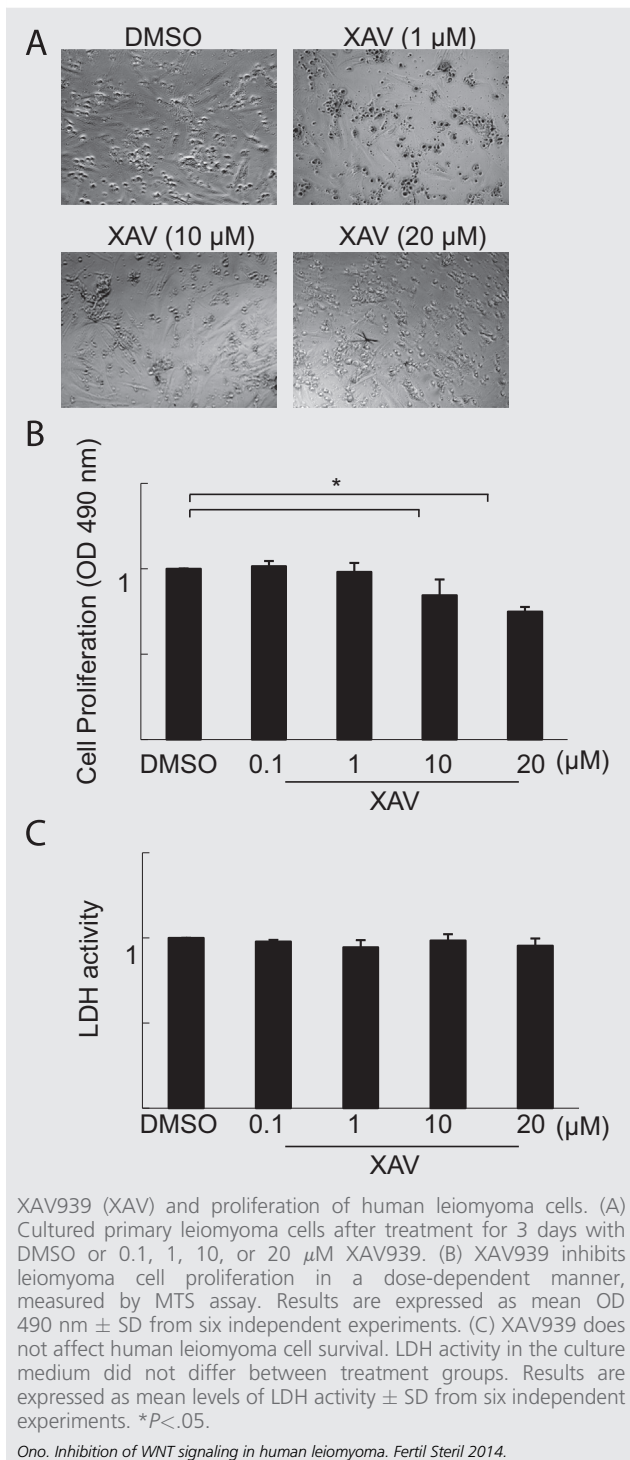 A
DMSO
XAV (1 µM)
XAV (10 µM)
XAV (20 µM)
B
Cell Proliferation (OD 490 nm)
*
1
DMSO 0.1 1 10 20 (µM)
XAV
C
LDH activity
1
DMSO 0.1 1 10 20 (µM)
XAV
XAV939 (XAV) and proliferation of human leiomyoma cells. (A)
Cultured primary leiomyoma cells after treatment for 3 days with
DMSO or 0.1, 1, 10, or 20 µM XAV939. (B) XAV939 inhibits
leiomyoma cell proliferation in a dose-dependent manner,
measured by MTS assay. Results are expressed as mean OD
490 nm ± SD from six independent experiments. (C) XAV939 does
not affect human leiomyoma cell survival. LDH activity in the culture
medium did not differ between treatment groups. Results are
expressed as mean levels of LDH activity ± SD from six independent
experiments. *P<.05.
Ono. Inhibition of WNT signaling in human leiomyoma. Fertil Steril 2014.